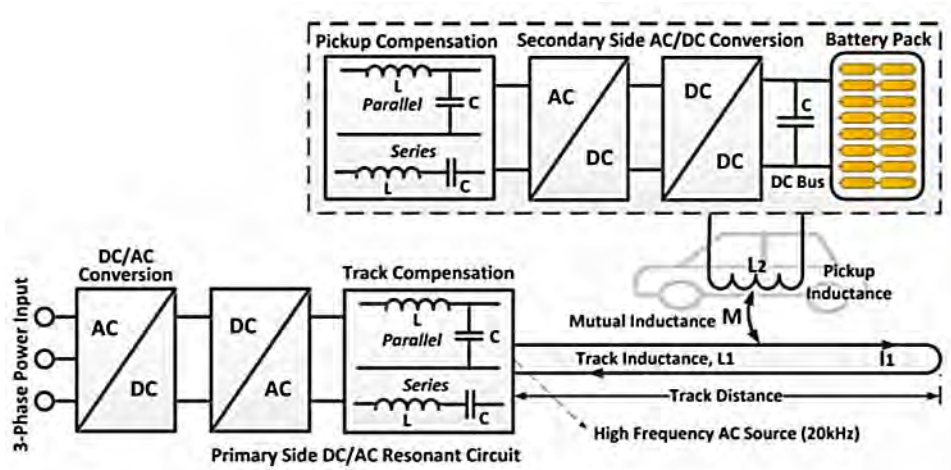 Pickup Compensation
Secondary Side AC/DC Conversion
Battery Pack
L
Parallel
C
Series
L
C
AC
DC
DC
DC
C
DC Bus
DC/AC
Conversion
Track Compensation
L2
Pickup
Inductance
3-Phase Power Input
AC
DC
DC
AC
L
Parallel
C
Series
L
C
Mutual Inductance M
Track Inductance, L1
I1
Track Distance
High Frequency AC Source (20kHz)
Primary Side DC/AC Resonant Circuit